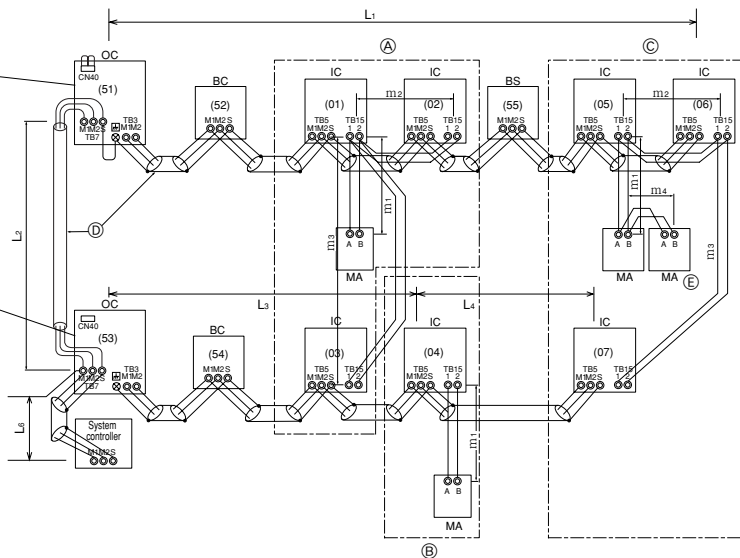 L1
OC
CN40
(51)
TB3
M1M2S
M1M2
TB7
BC
(52)
M1M2S
A
IC
(01)
TB5
M1M2S
TB15
1 2
m2
IC
(02)
TB5
M1M2S
TB15
1 2
BS
(55)
M1M2S
C
IC
(05)
TB5
M1M2S
TB15
1 2
m2
IC
(06)
TB5
M1M2S
TB15
1 2
L2
D
m3
m1
A B
MA
m1
m4
A B
MA
A B
MA
E
m3
L3
L4
OC
CN40
(53)
TB3
M1M2S
M1M2
TB7
BC
(54)
M1M2S
IC
(03)
TB5
M1M2S
TB15
1 2
IC
(04)
TB5
M1M2S
TB15
1 2
IC
(07)
TB5
M1M2S
TB15
1 2
L6
System
controller
M1M2S
m1
A B
MA
B